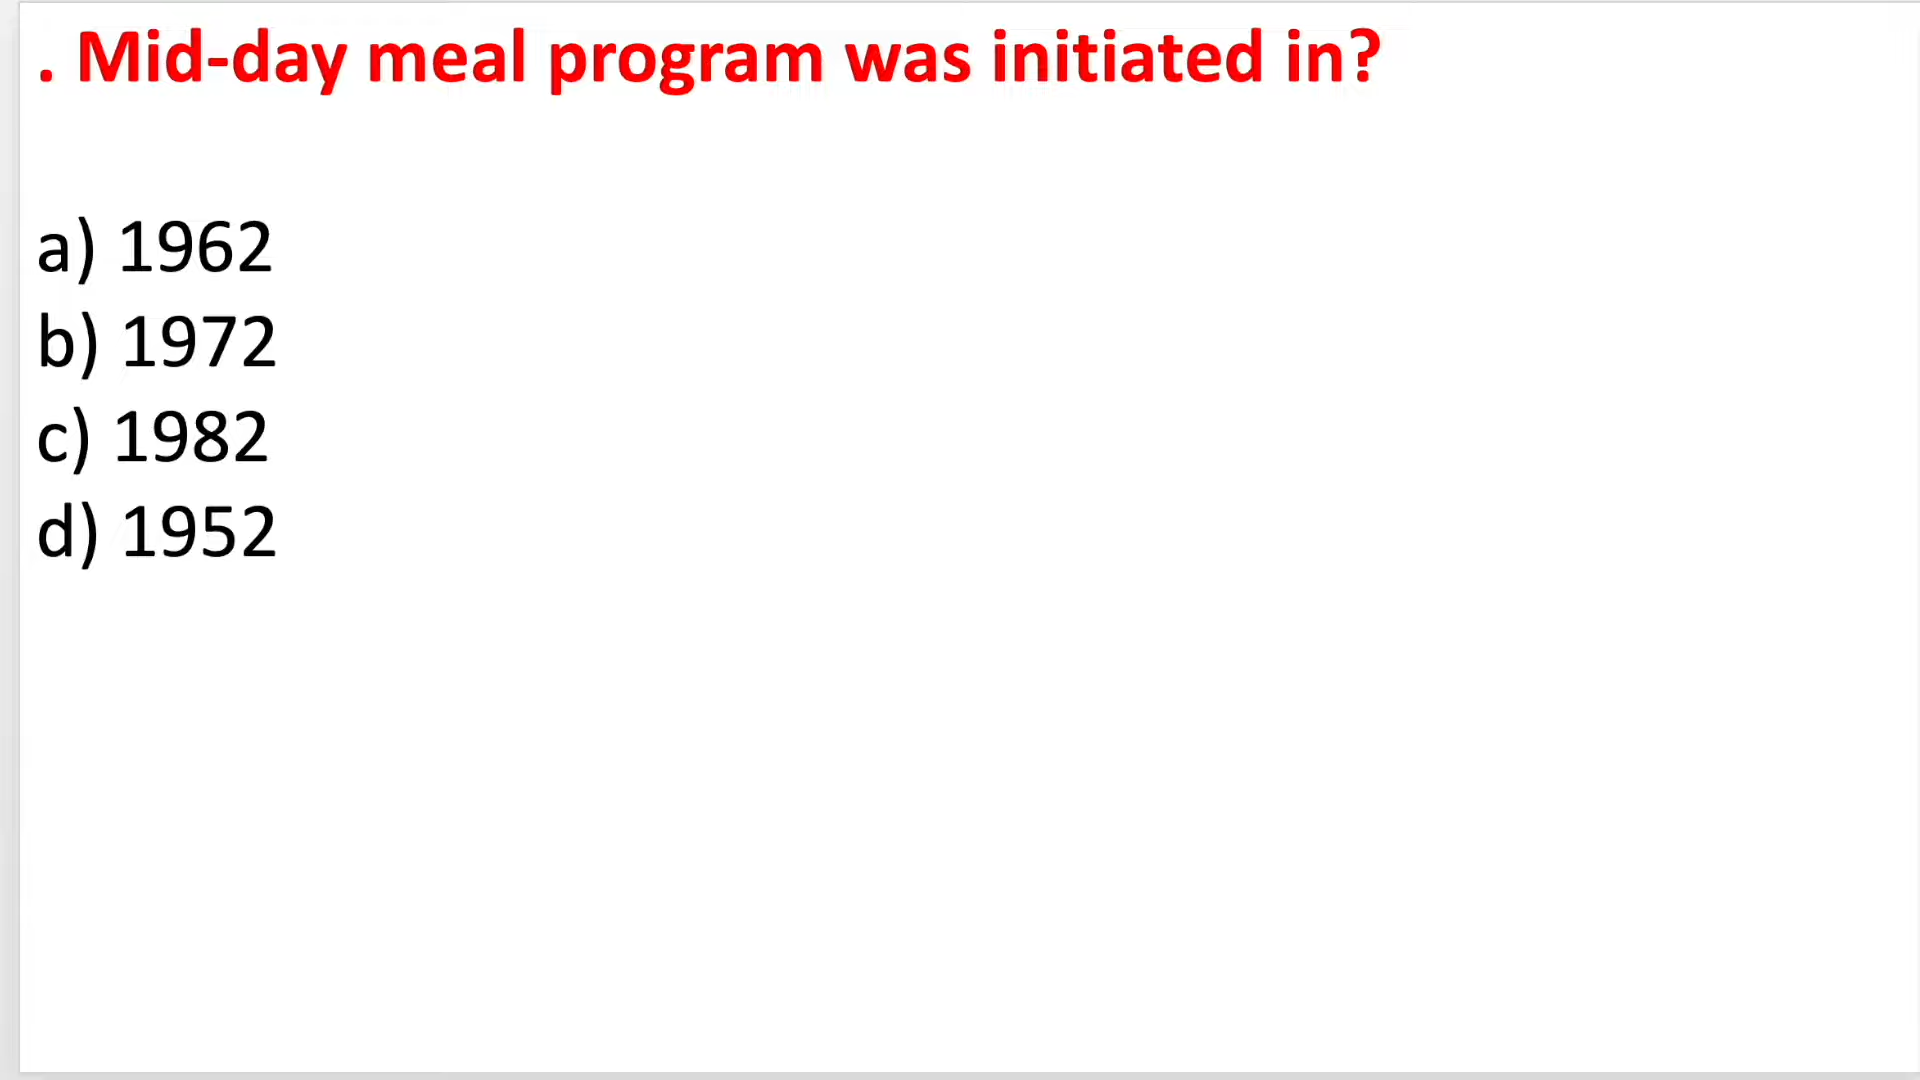 . Mid-day meal program was initiated in?
a) 1962
b) 1972
c) 1982
d) 1952